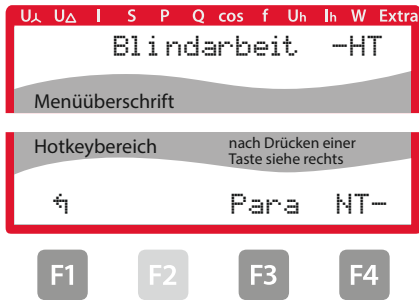 U⅄ U△ I S P Q cos f Uh Ih W Extra
Blindarbeit -HT
Menüüberschrift
Hotkeybereich nach Drücken einer
Taste siehe rechts
↰ Para NT-
F1 F2 F3 F4